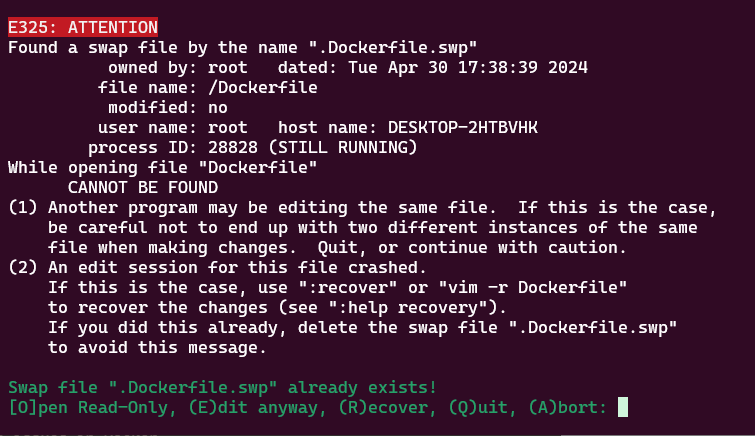 E325: ATTENTION
Found a swap file by the name ".Dockerfile.swp"
          owned by: root   dated: Tue Apr 30 17:38:39 2024
         file name: /Dockerfile
          modified: no
         user name: root   host name: DESKTOP-2HTBVHK
        process ID: 28828 (STILL RUNNING)
While opening file "Dockerfile"
      CANNOT BE FOUND
(1) Another program may be editing the same file.  If this is the case,
    be careful not to end up with two different instances of the same
    file when making changes.  Quit, or continue with caution.
(2) An edit session for this file crashed.
    If this is the case, use ":recover" or "vim -r Dockerfile"
    to recover the changes (see ":help recovery").
    If you did this already, delete the swap file ".Dockerfile.swp"
    to avoid this message.
Swap file ".Dockerfile.swp" already exists!
[O]pen Read-Only, (E)dit anyway, (R)ecover, (Q)uit, (A)bort: